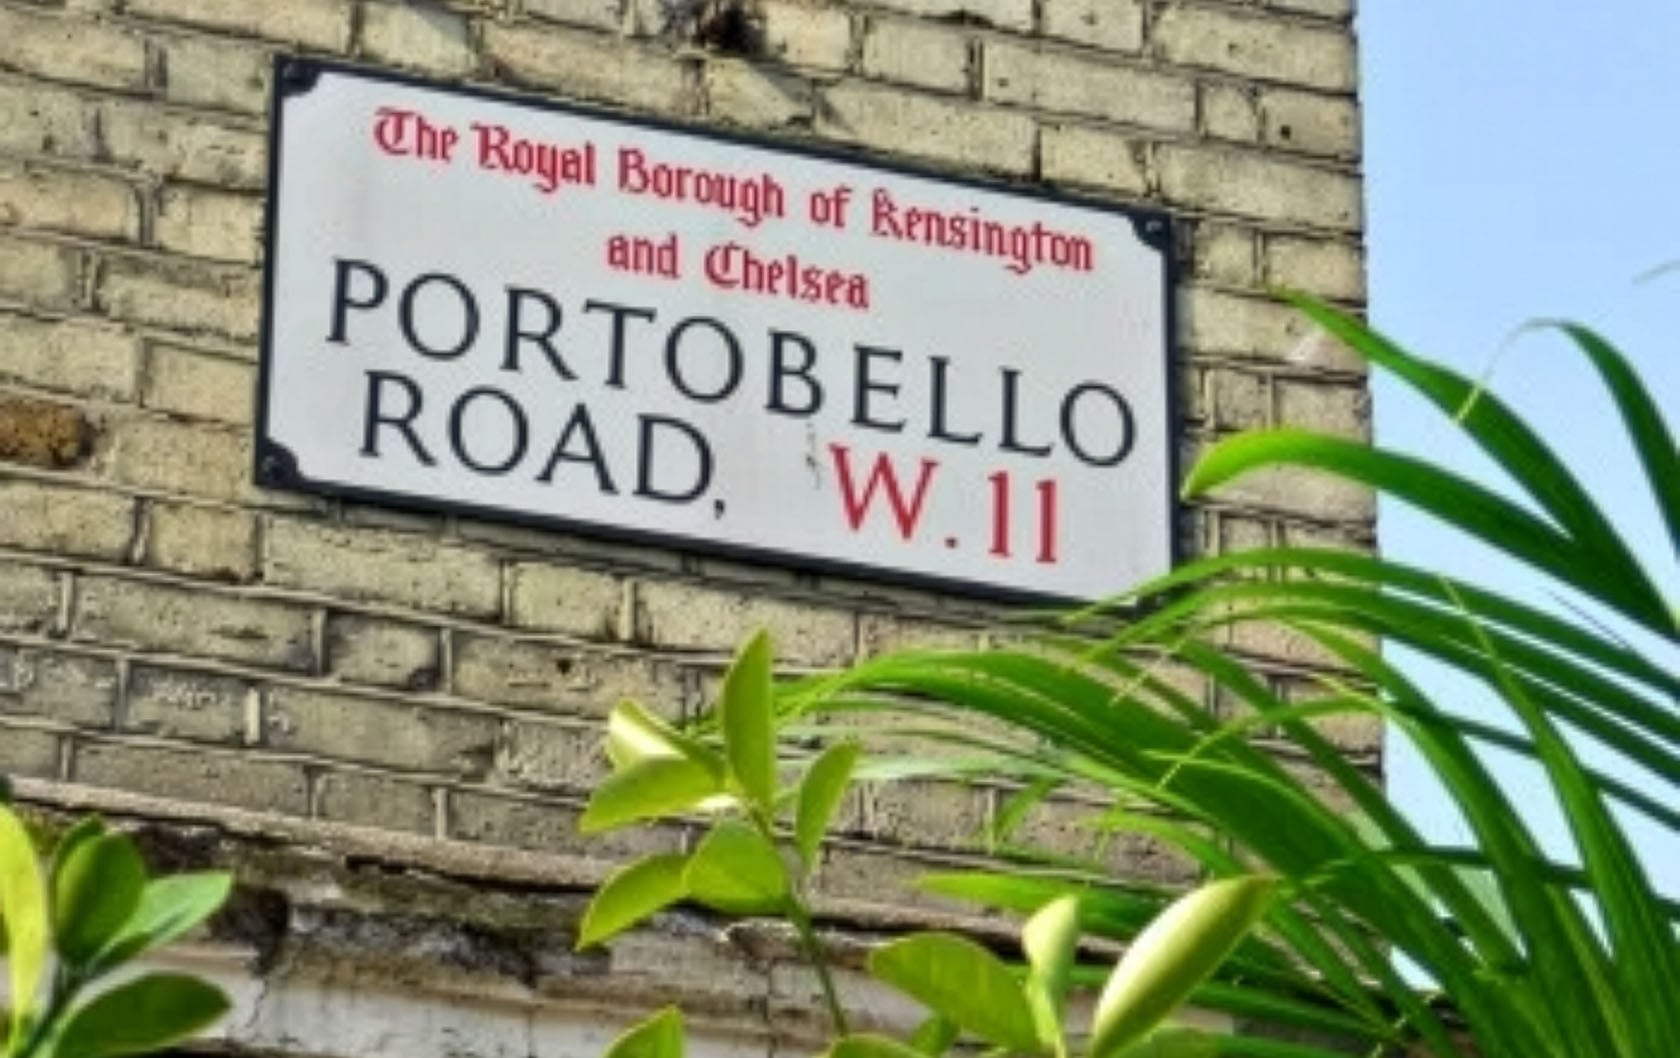 The Royal Borough of Kensington
and Chelsea
PORTOBELLO
ROAD, W.11